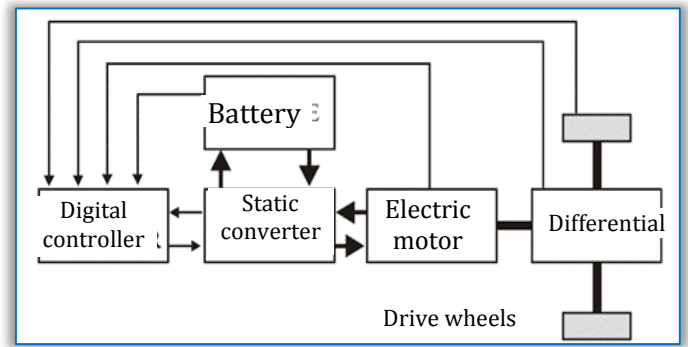 Battery
Digital
controller
Static
converter
Electric
motor
Differential
Drive wheels